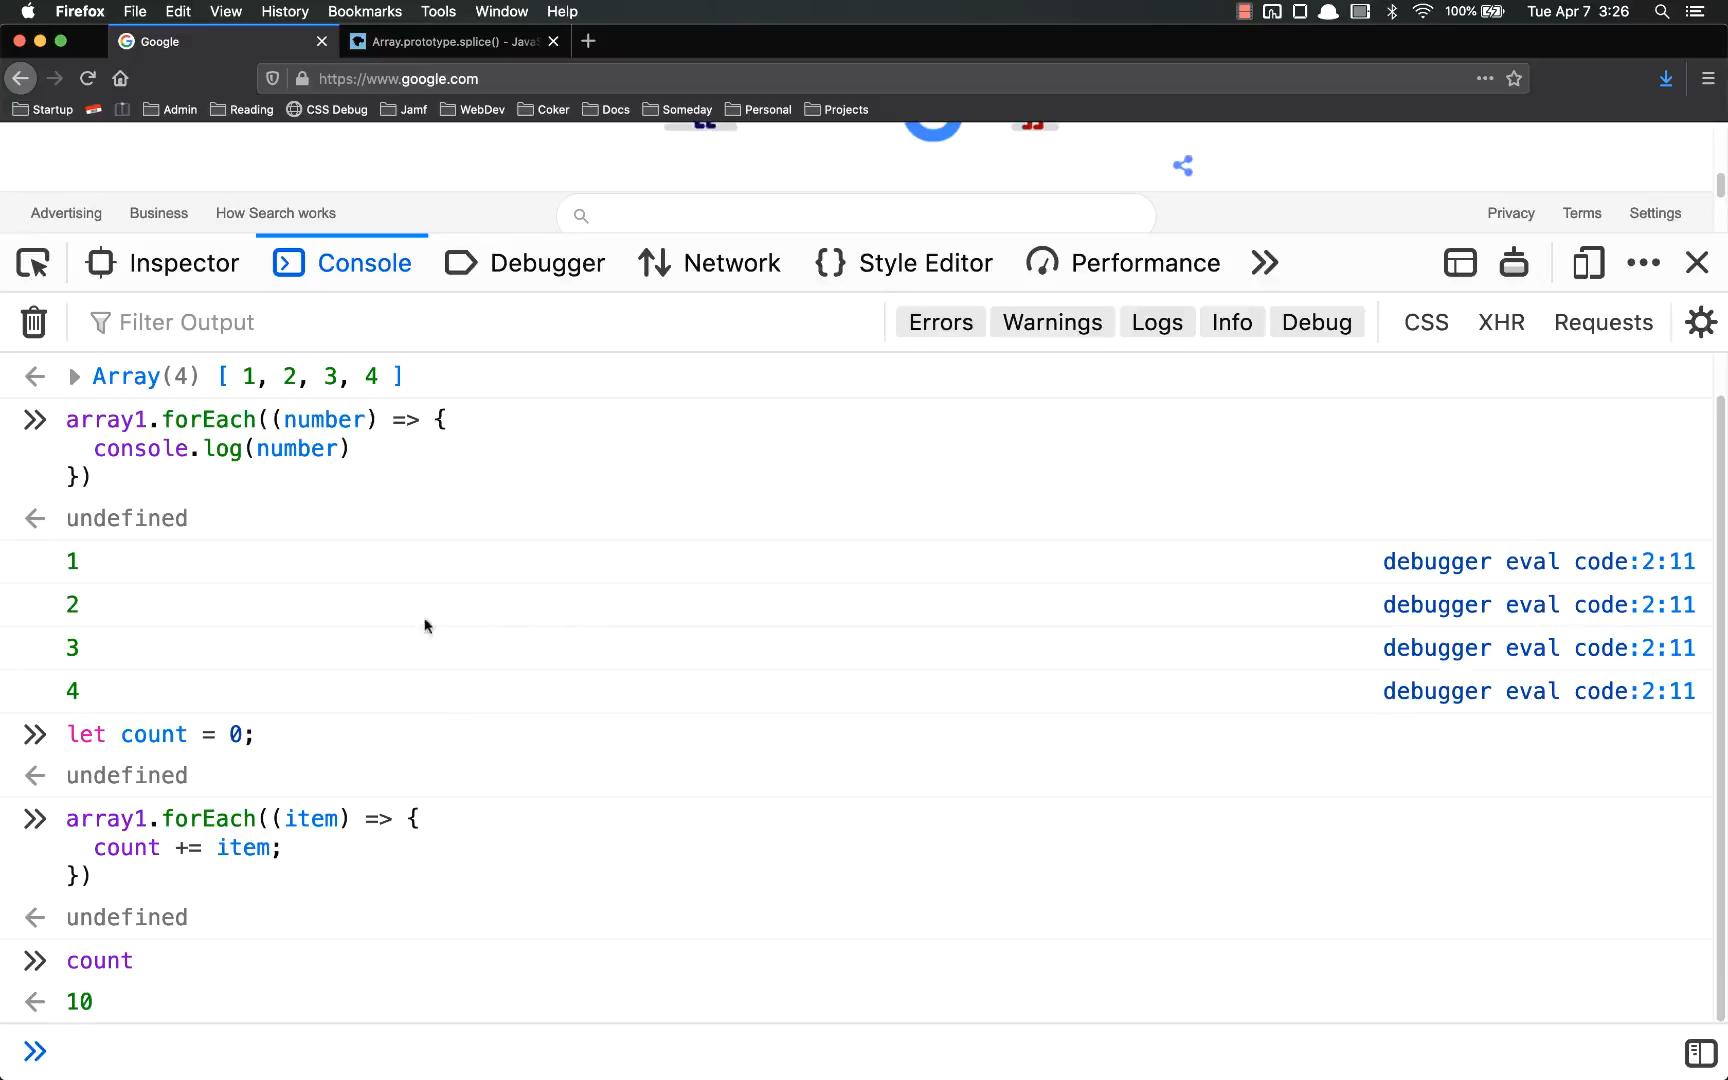 Firefox File Edit View History Bookmarks Tools Window Help 100% Tue Apr 7 3:26
Google Array.prototype.splice() - Java
https://www.google.com
Startup Admin Reading CSS Debug Jamf WebDev Coker Docs Someday Personal Projects
Advertising Business How Search works Privacy Terms Settings
Inspector Console Debugger Network Style Editor Performance
Filter Output Errors Warnings Logs Info Debug CSS XHR Requests
Array(4) [ 1, 2, 3, 4 ]
array1.forEach((number) => {
console.log(number)
})
undefined
1 debugger eval code:2:11
2 debugger eval code:2:11
3 debugger eval code:2:11
4 debugger eval code:2:11
let count = 0;
undefined
array1.forEach((item) => {
count += item;
})
undefined
count
10